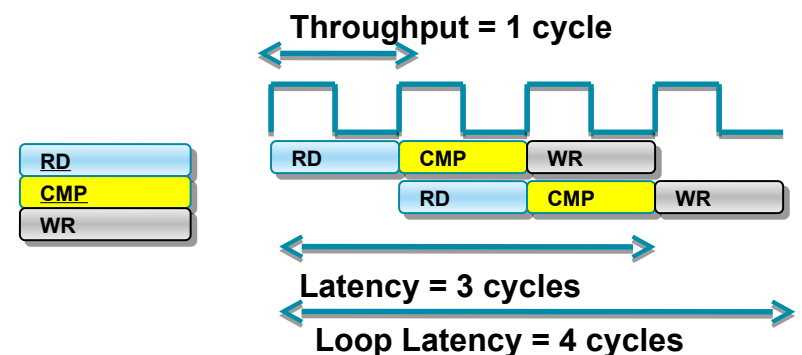 Throughput = 1 cycle
RD
CMP
WR
RD CMP WR
RD CMP WR
Latency = 3 cycles
Loop Latency = 4 cycles